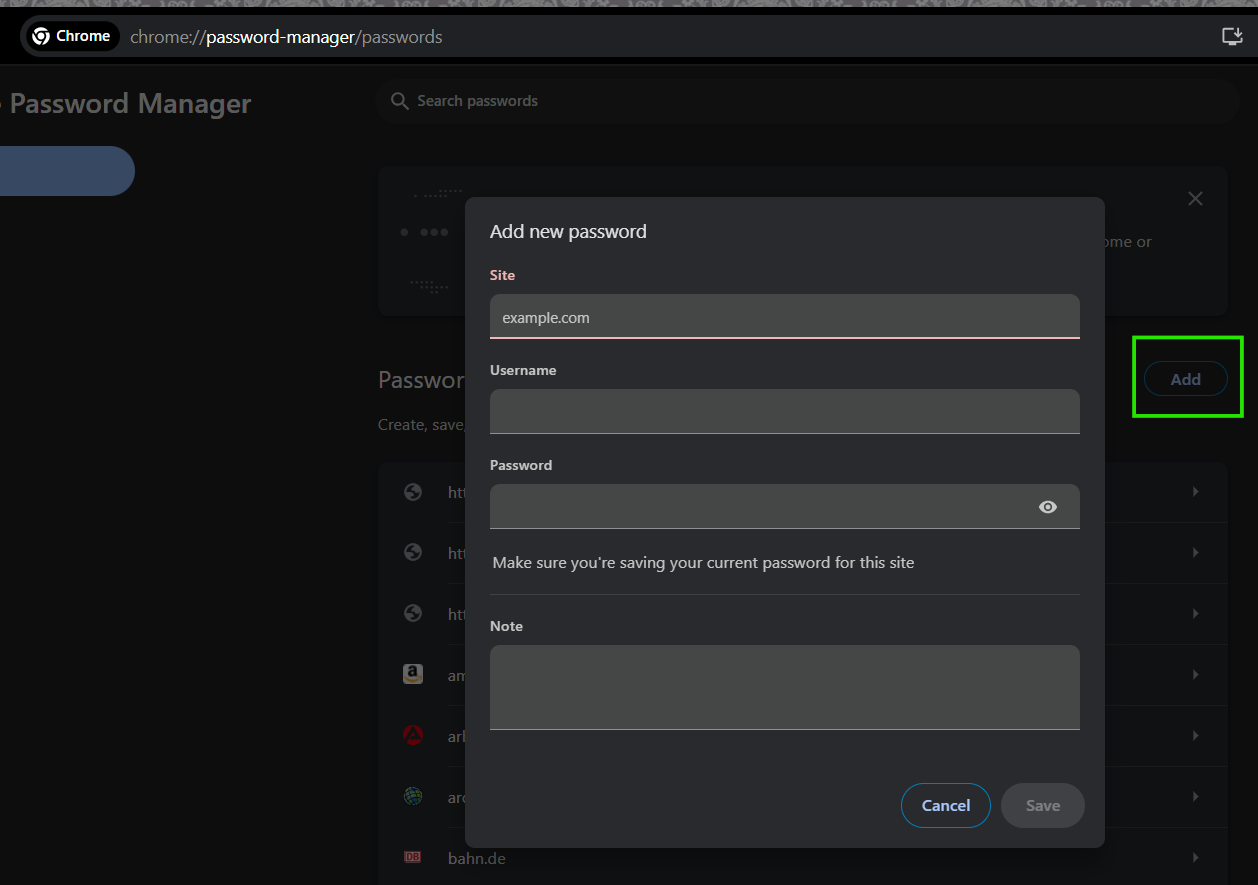 Chrome
chrome://password-manager/passwords
Password Manager
Search passwords
ome or
Add new password
Site
example.com
Username
Password
Make sure you're saving your current password for this site
Note
Cancel
Save
Passwor
Add
Create, save,
htt
htt
htt
am
arl
arc
bahn.de
a
DB